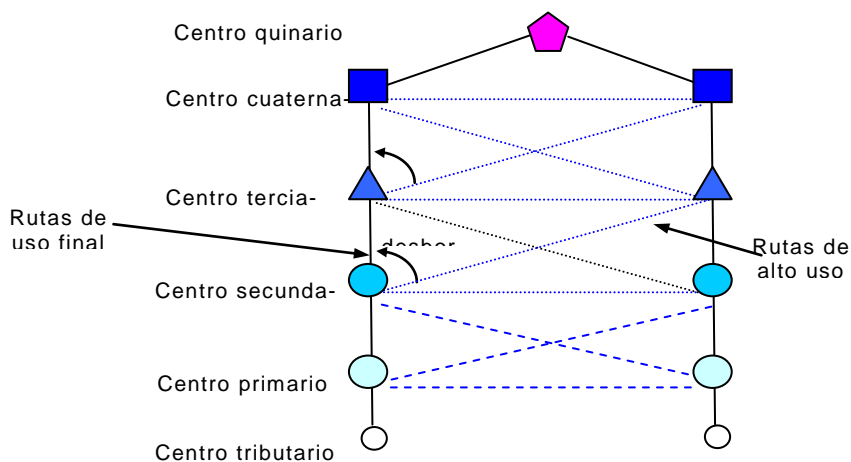 Centro quinario
Centro cuaterna-
Centro tercia-
Rutas de
uso final
Rutas de
alto uso
Centro secunda-
Centro primario
Centro tributario